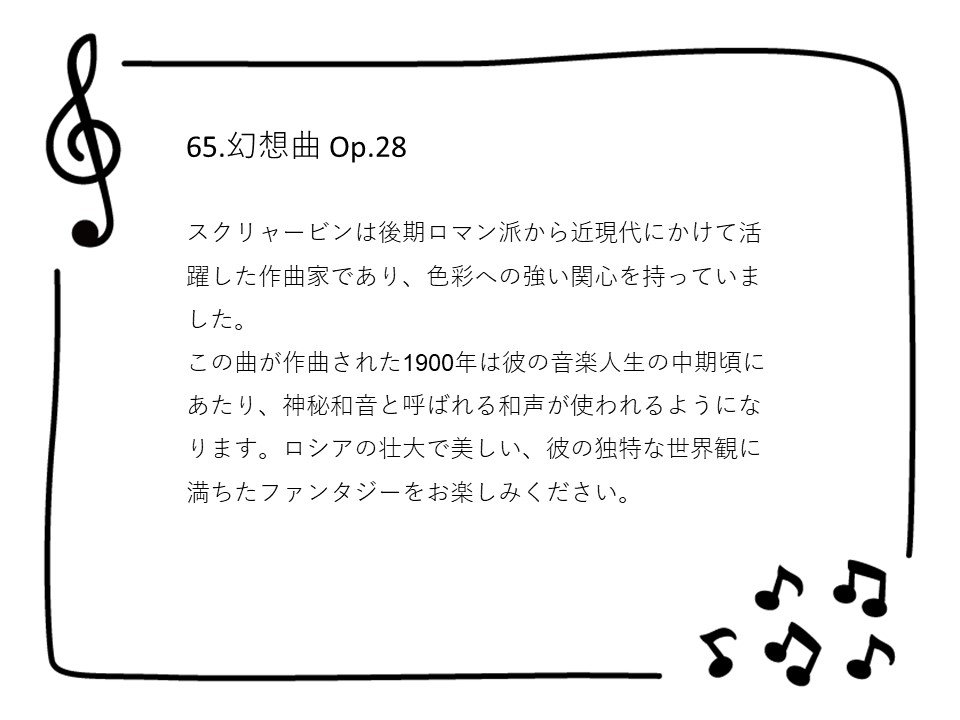 65.幻想曲 Op.28
スクリャービンは後期ロマン派から近現代にかけて活
躍した作曲家であり、色彩への強い関心を持っていま
した。
この曲が作曲された1900年は彼の音楽人生の中期頃に
あたり、神秘和音と呼ばれる和声が使われるようにな
ります。ロシアの壮大で美しい、彼の独特な世界観に
満ちたファンタジーをお楽しみください。